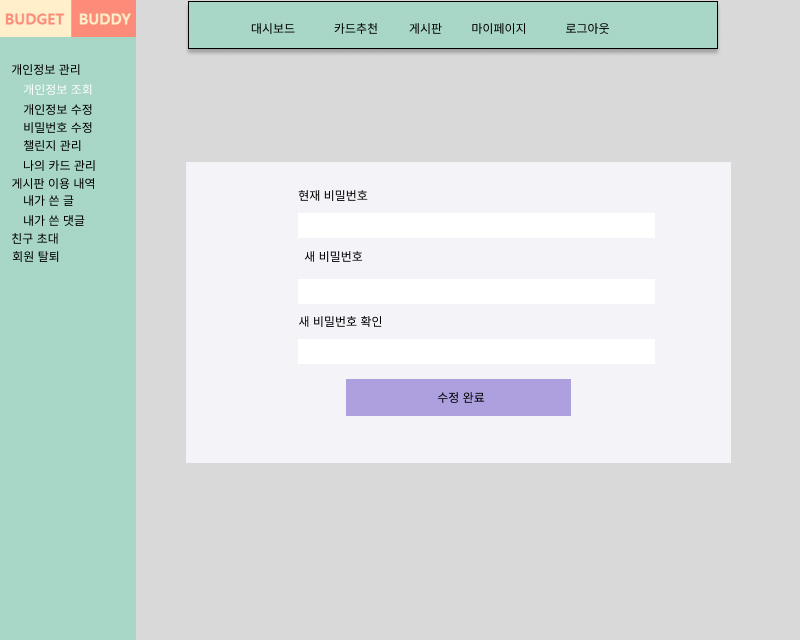 BUDGET BUDDY
대시보드 카드추천 게시판 마이페이지 로그아웃
개인정보 관리
개인정보 조회
개인정보 수정
비밀번호 수정
챌린지 관리
나의 카드 관리
게시판 이용 내역
내가 쓴 글
내가 쓴 댓글
친구 초대
회원 탈퇴
현재 비밀번호
새 비밀번호
새 비밀번호 확인
수정 완료